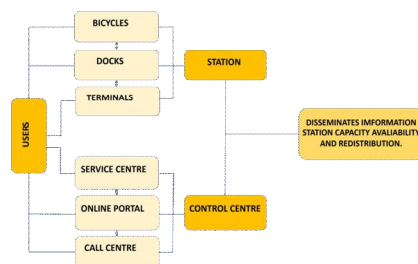 BICYCLES
DOCKS
TERMINALS
STATION
USERS
DISSEMINATES IMFORMATION
STATION CAPACITY AVALIABILITY
AND REDISTRIBUTION.
SERVICE CENTRE
ONLINE PORTAL
CONTROL CENTRE
CALL CENTRE